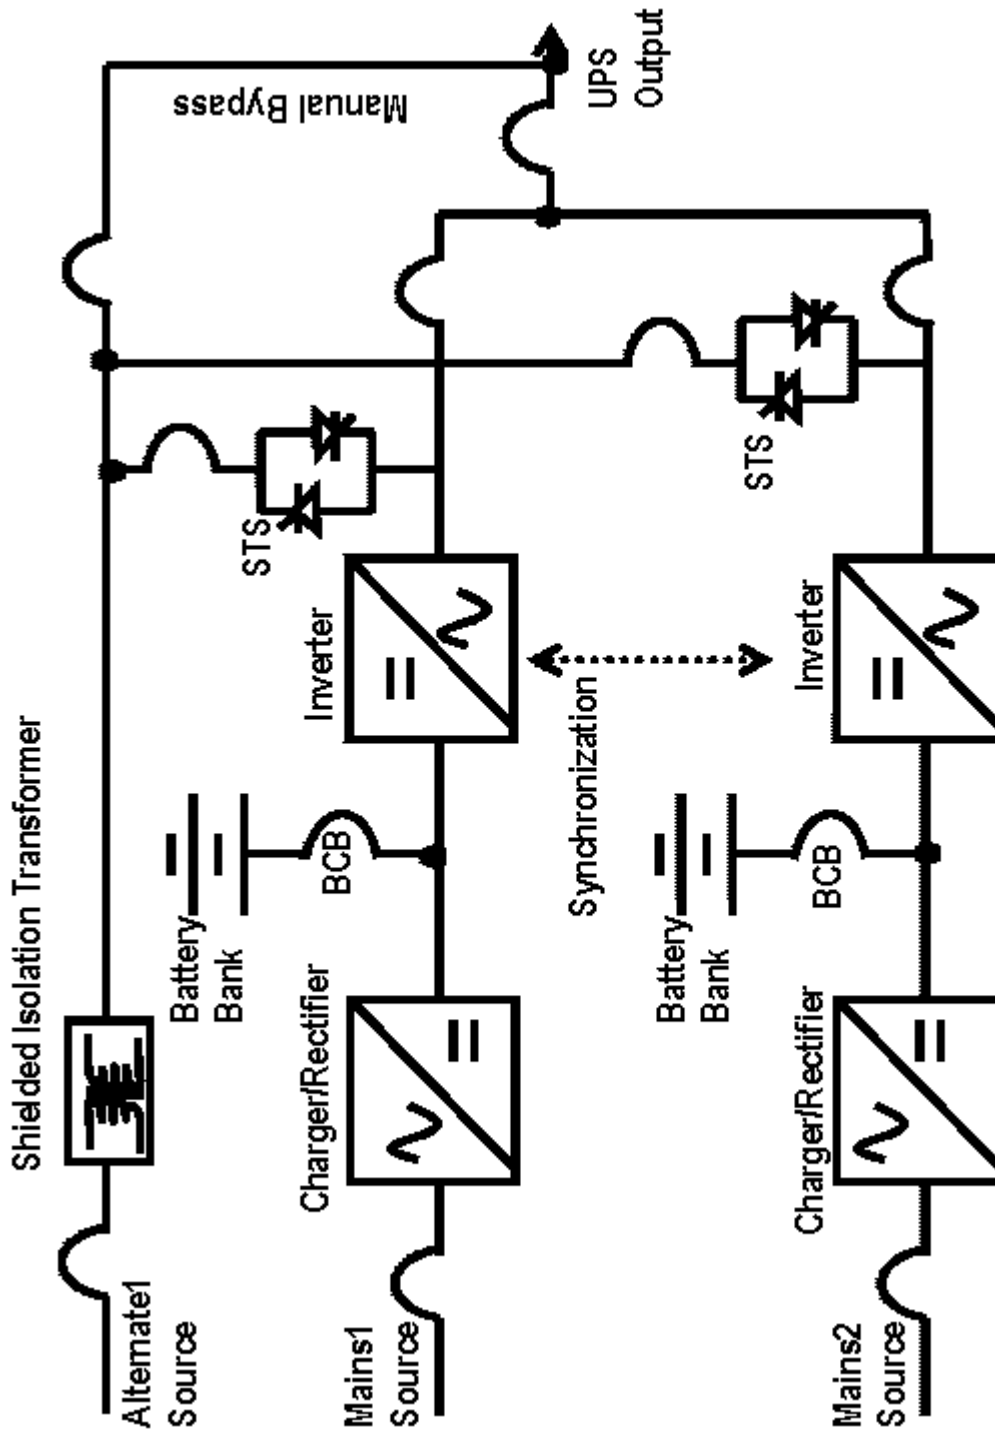 Shielded Isolation Transformer
Alternate1
Source
Manual Bypass
STS
Battery
Bank
BCB
Charger/Rectifier
Inverter
Mains1
Source
UPS
Output
Synchronization
STS
Battery
Bank
BCB
Charger/Rectifier
Inverter
Mains2
Source